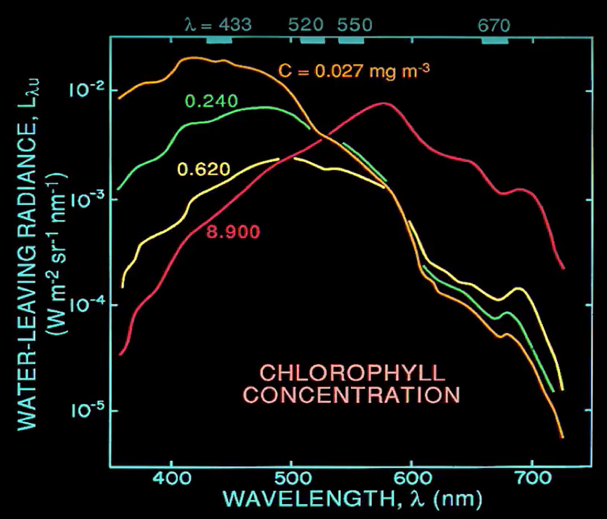 λ = 433 520 550 670
C = 0.027 mg m⁻³
0.240
0.620
8.900
10⁻²
10⁻³
10⁻⁴
10⁻⁵
WATER-LEAVING RADIANCE, Lλu
(W m⁻² sr⁻¹ nm⁻¹)
CHLOROPHYLL
CONCENTRATION
400 500 600 700
WAVELENGTH, λ (nm)